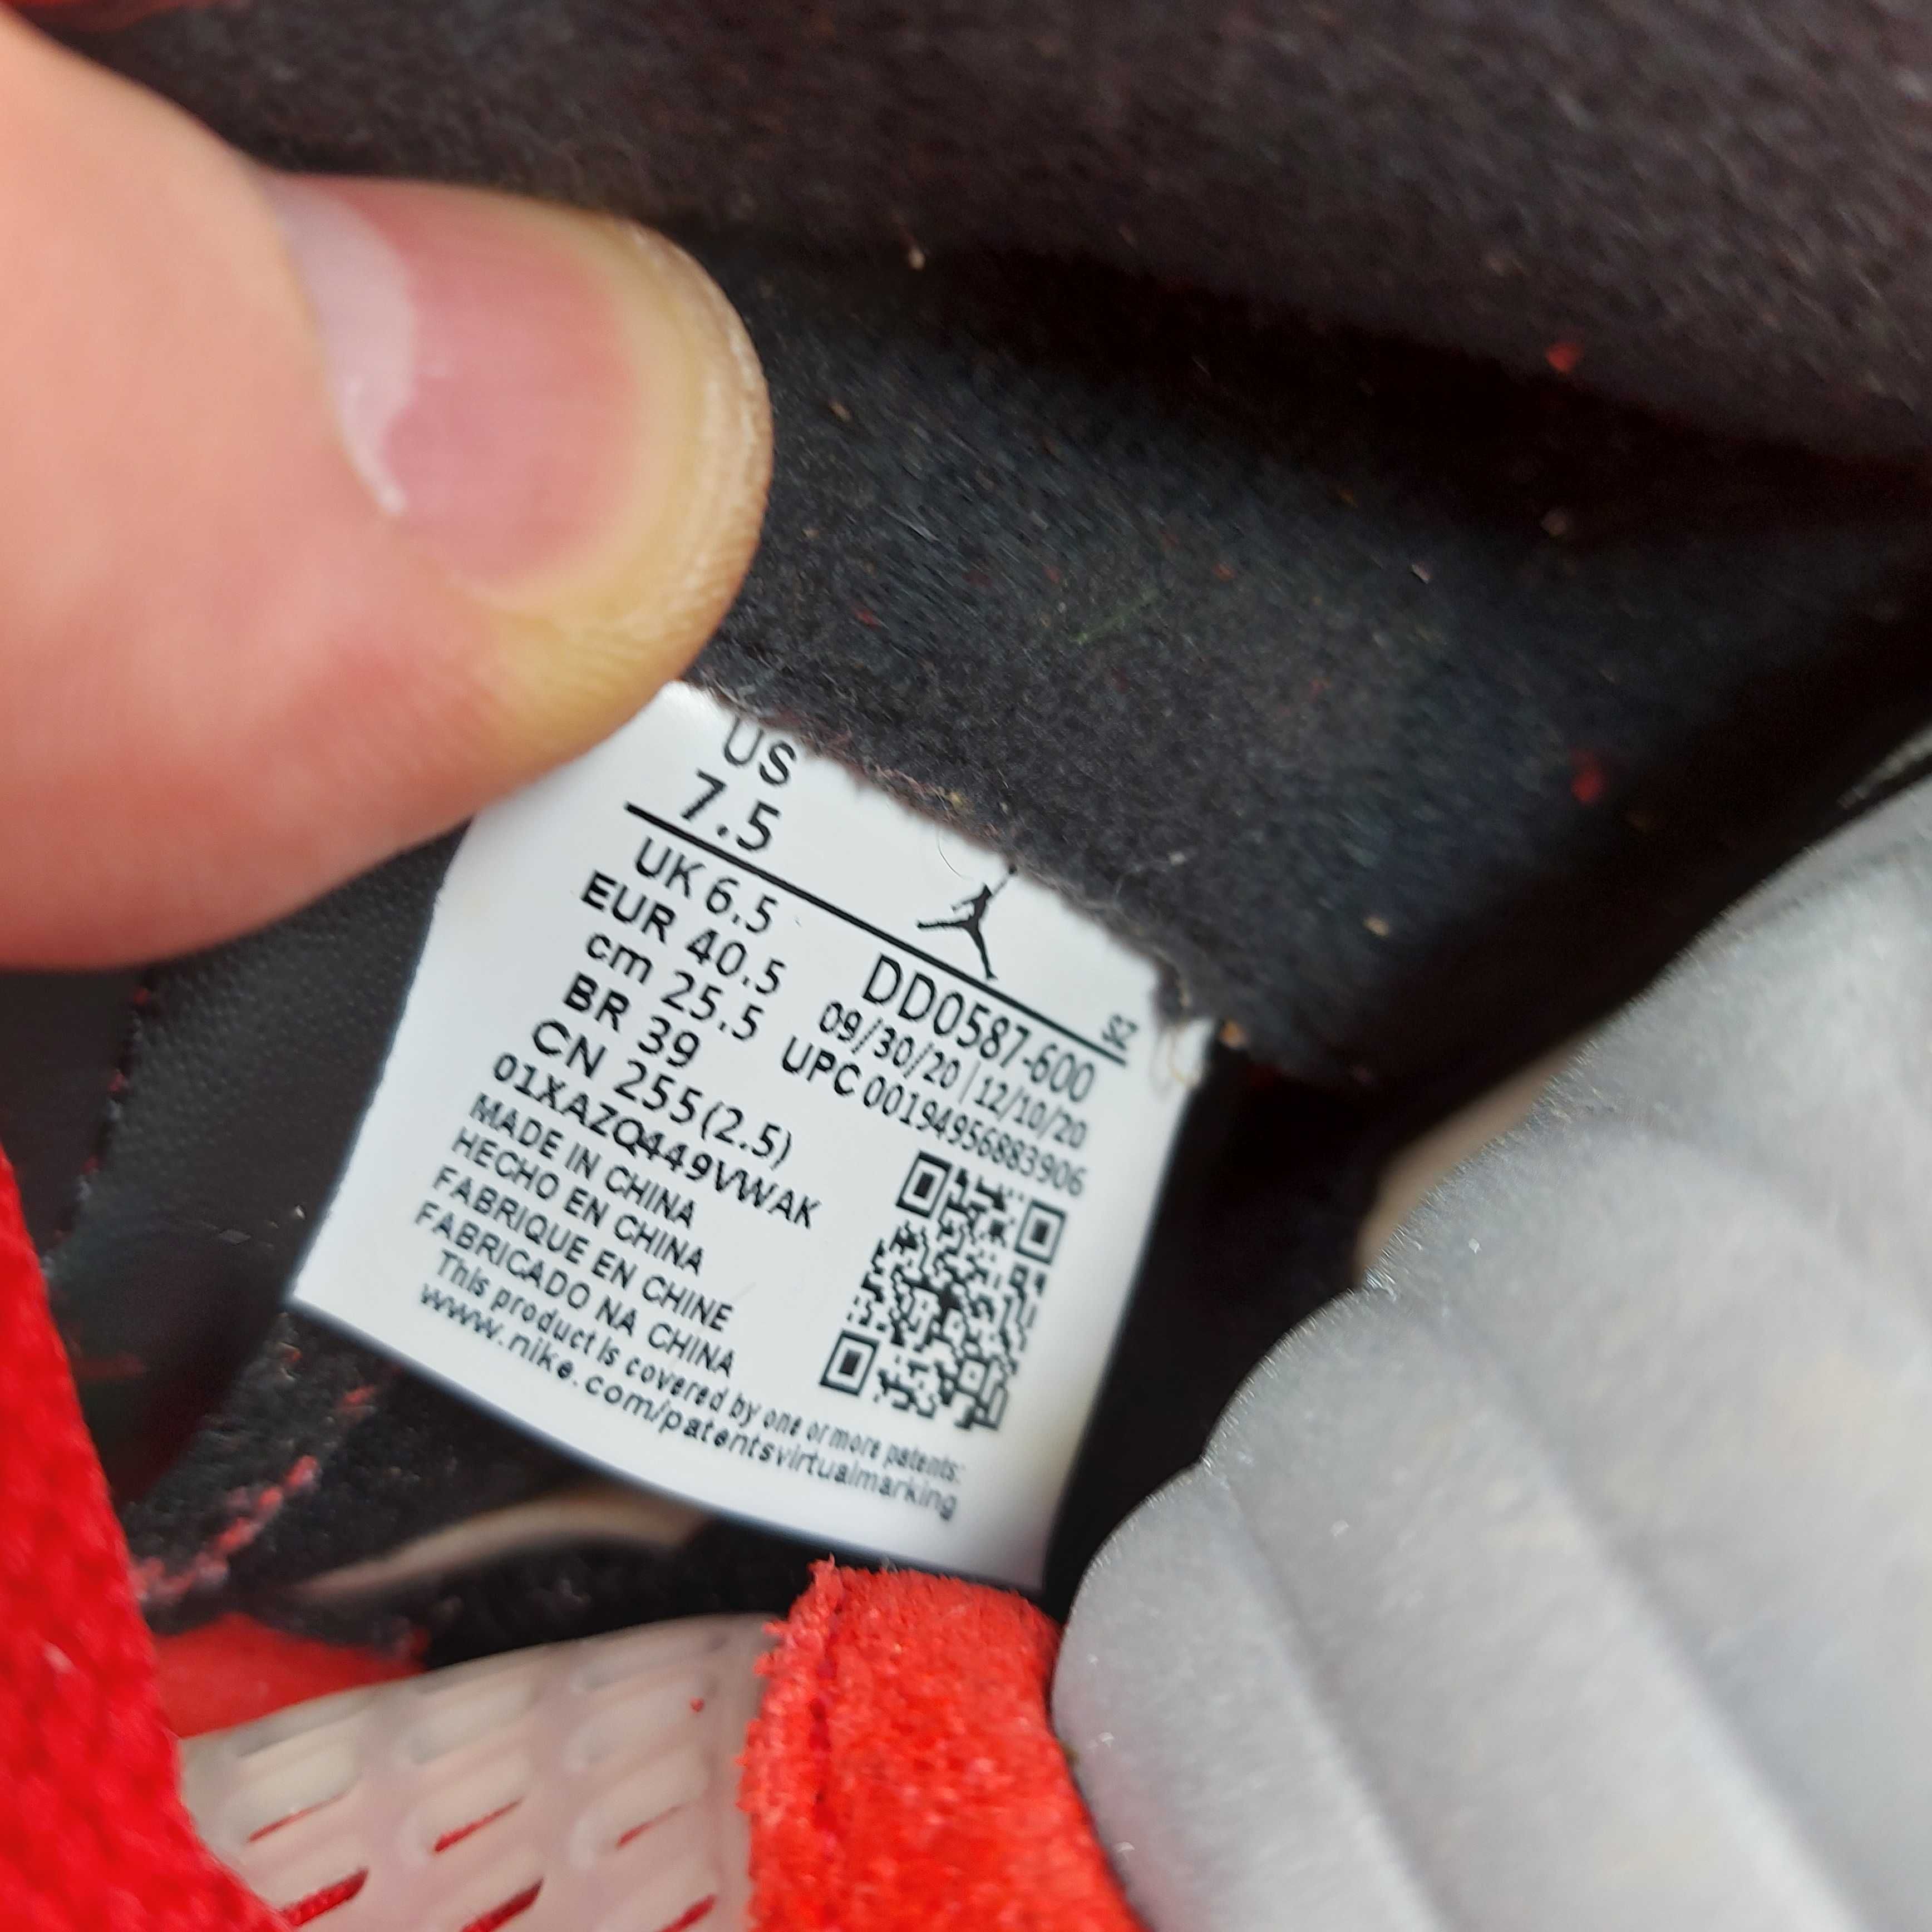 US
7.5
SZ
UK 6.5
EUR 40.5
cm 25.5
BR 39
CN 255(2.5)
DD0587-600
09/30/20 | 12/10/20
UPC 00194956883906
01XAZQ449VWAK
MADE IN CHINA
HECHO EN CHINA
FABRIQUE EN CHINE
FABRICADO NA CHINA
This product is covered by one or more patents:
www.nike.com/patentsvirtualmarking